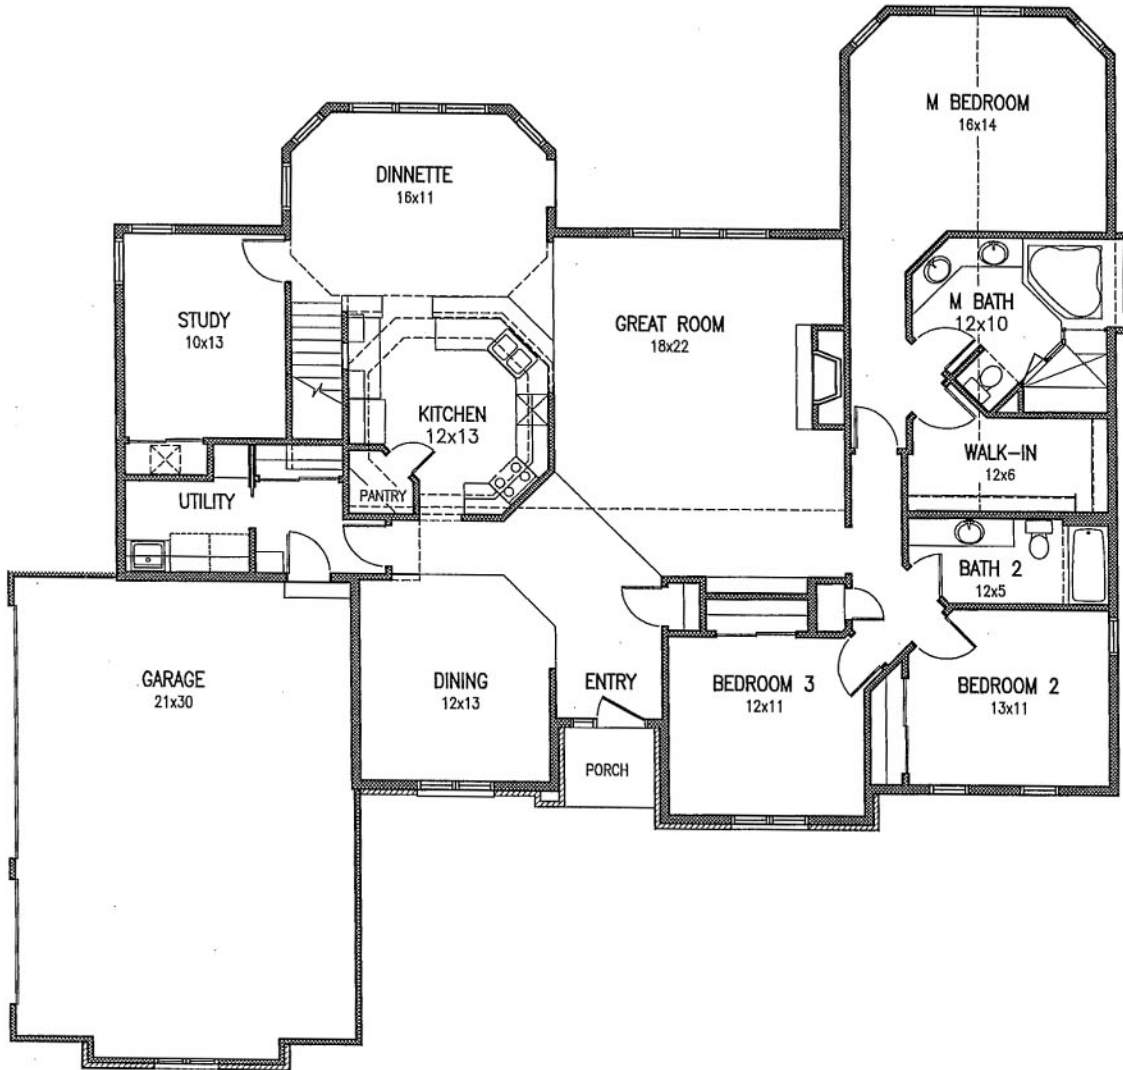 M BEDROOM
16x14
DINNETTE
16x11
M BATH
12x10
STUDY
10x13
GREAT ROOM
18x22
KITCHEN
12x13
WALK-IN
12x6
PANTRY
UTILITY
BATH 2
12x5
GARAGE
21x30
DINING
12x13
ENTRY
BEDROOM 3
12x11
BEDROOM 2
13x11
PORCH